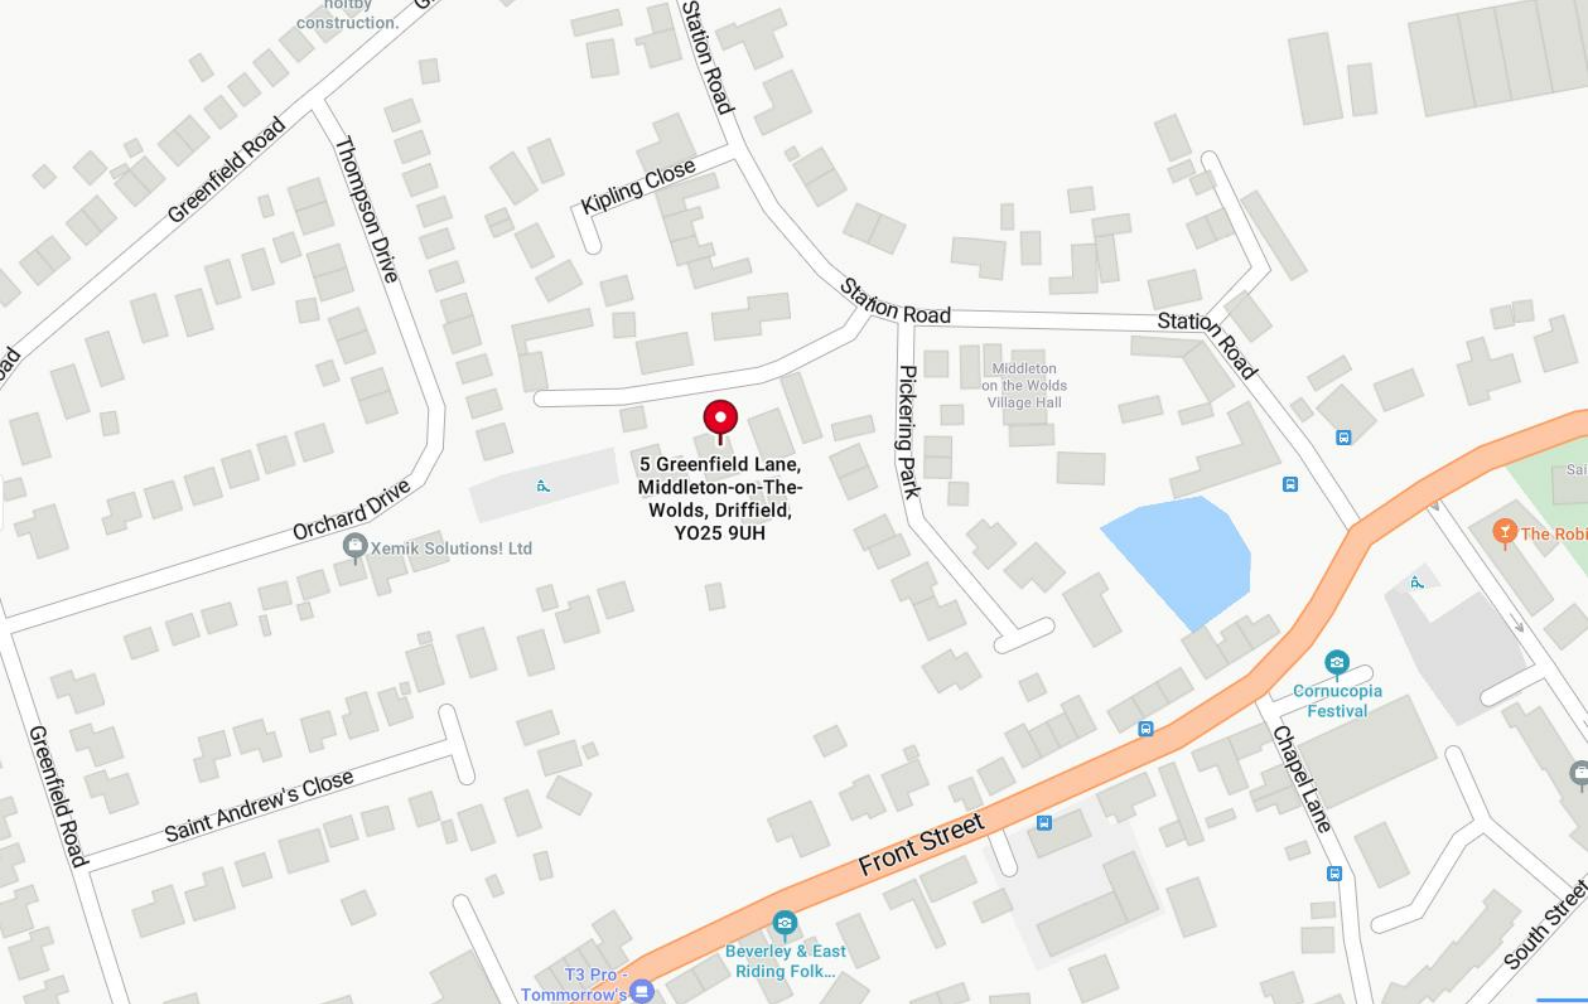 holtby
construction.
Station Road
Greenfield Road
Thompson Drive
Kipling Close
Station Road
Station Road
Middleton
on the Wolds
Village Hall
Pickering Park
5 Greenfield Lane,
Middleton-on-The-
Wolds, Driffield,
YO25 9UH
Orchard Drive
Xemik Solutions! Ltd
The Robi
Cornucopia
Festival
Greenfield Road
Saint Andrew's Close
Chapel Lane
Front Street
South Street
Beverley & East
Riding Folk...
T3 Pro -
Tommorrow's